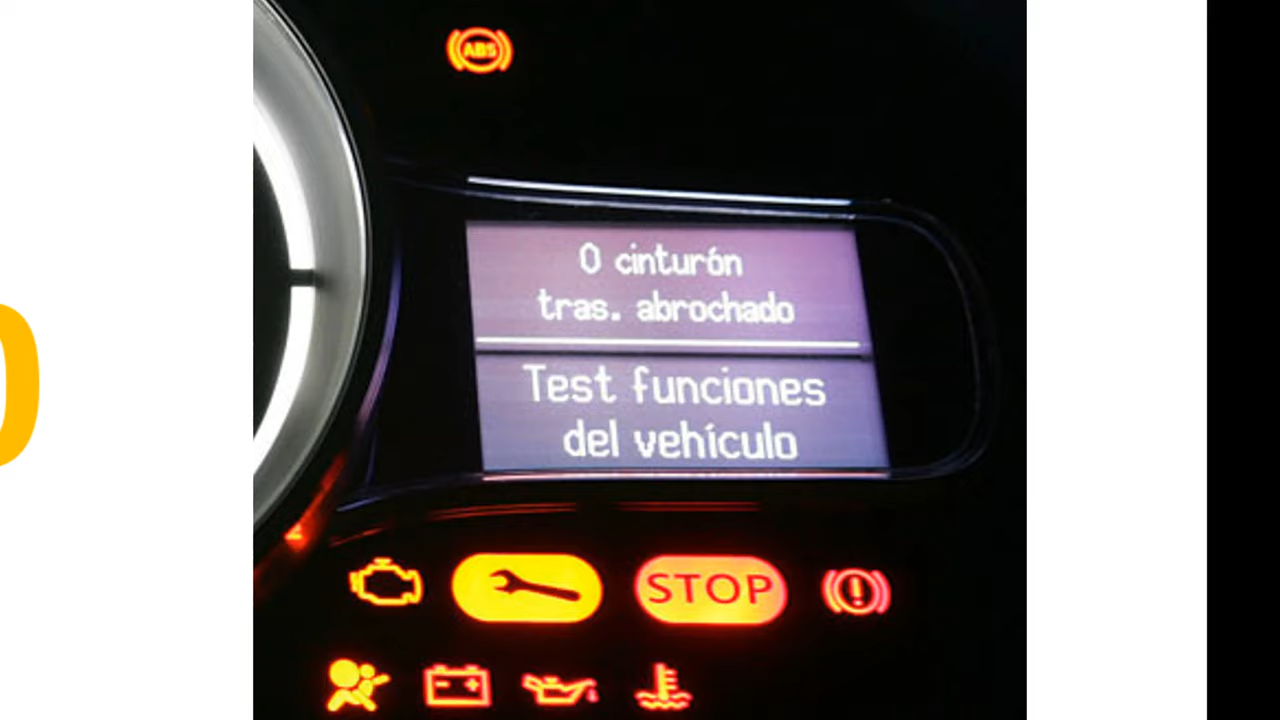 ABS
0 cinturón
tras. abrochado
Test funciones
del vehículo
STOP